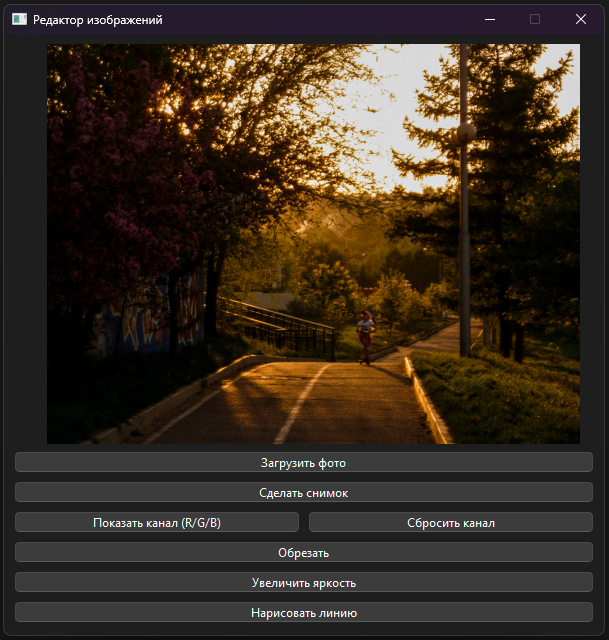 Редактор изображений
Загрузить фото
Сделать снимок
Показать канал (R/G/B)
Сбросить канал
Обрезать
Увеличить яркость
Нарисовать линию